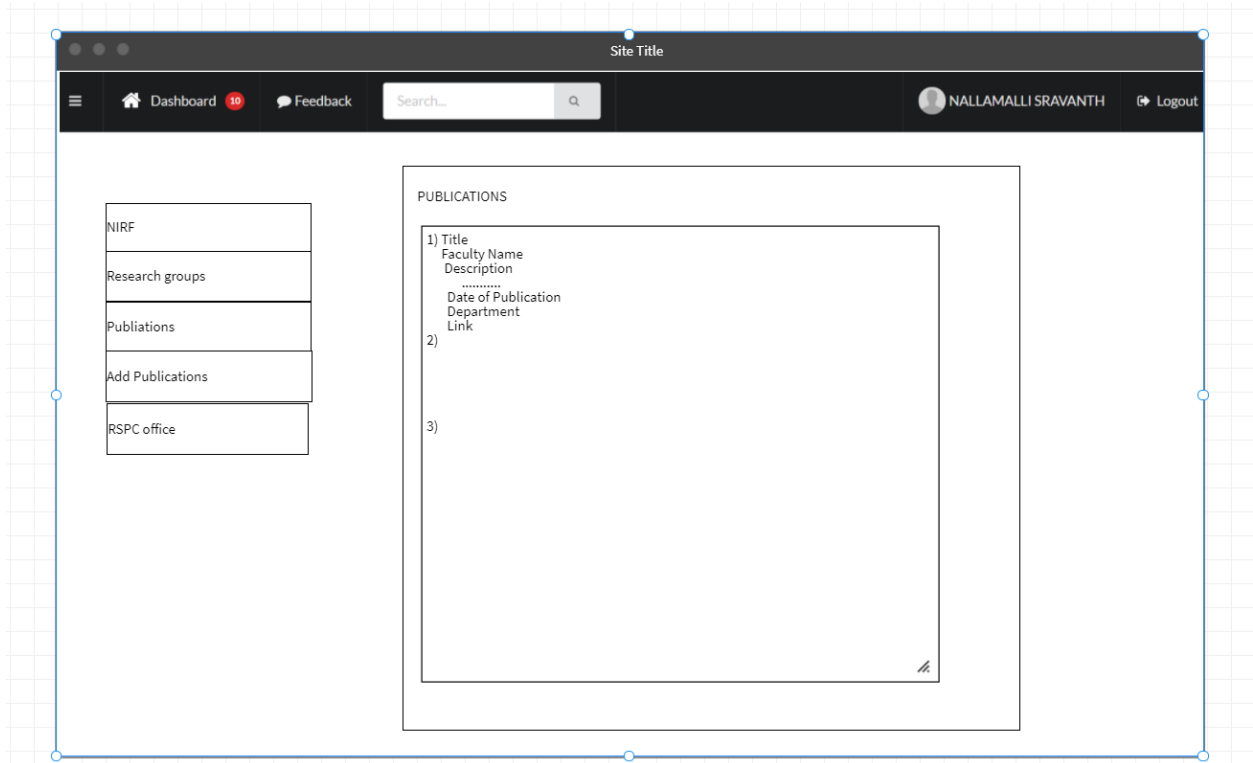 Site Title
Dashboard 10 Feedback Search... NALLAMALLI SRAVANTH Logout
NIRF
Research groups
Publiations
Add Publications
RSPC office
PUBLICATIONS
1) Title
Faculty Name
Description
...........
Date of Publication
Department
Link
2)
3)